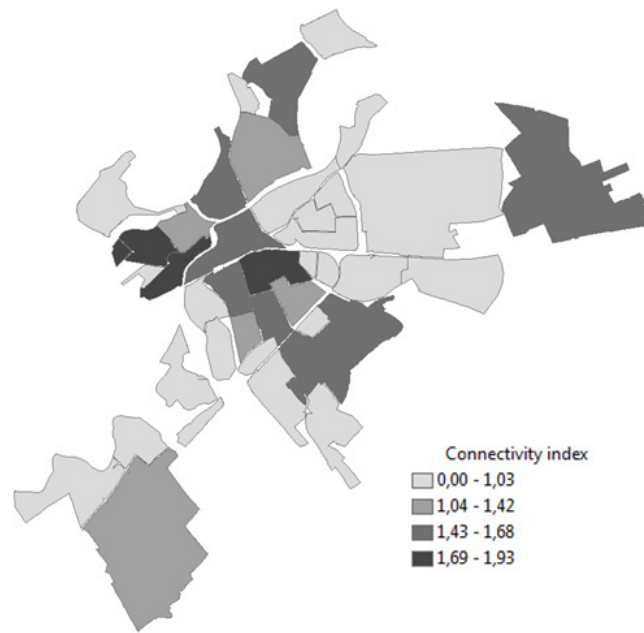 Connectivity index
0,00 - 1,03
1,04 - 1,42
1,43 - 1,68
1,69 - 1,93